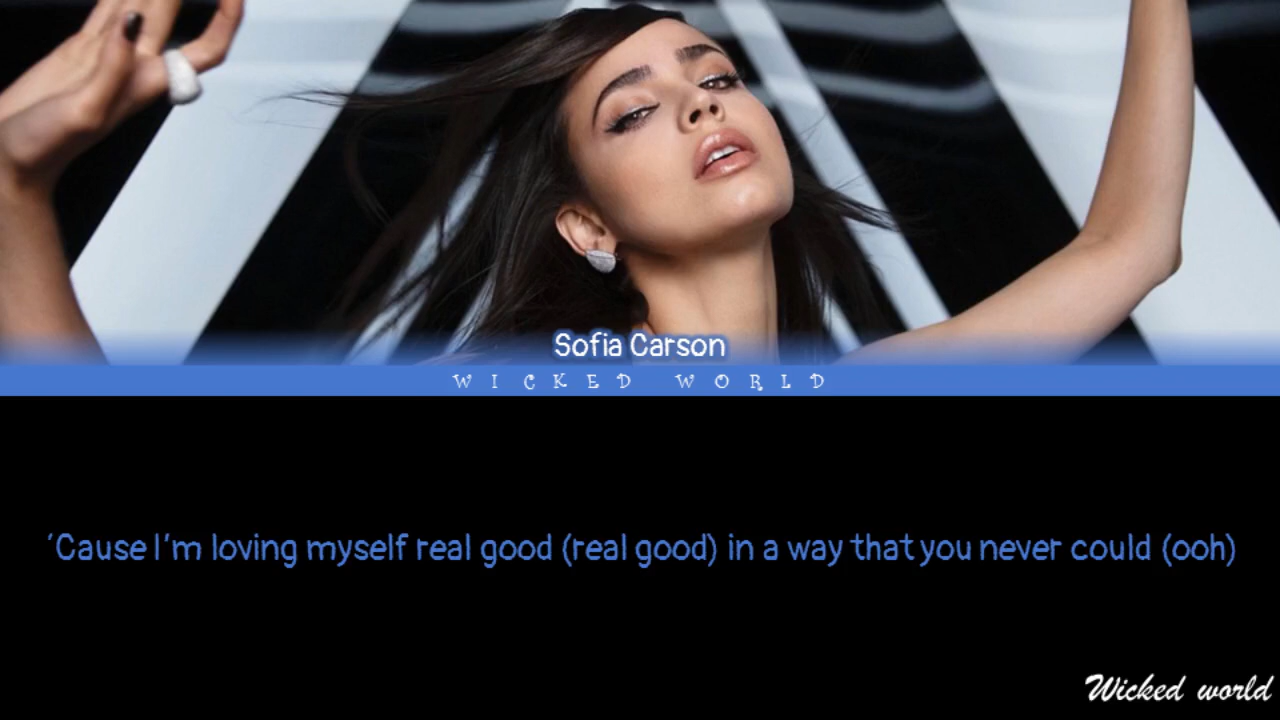 Sofia Carson
WICKED WORLD
'Cause I'm loving myself real good (real good) in a way that you never could (ooh)
Wicked world